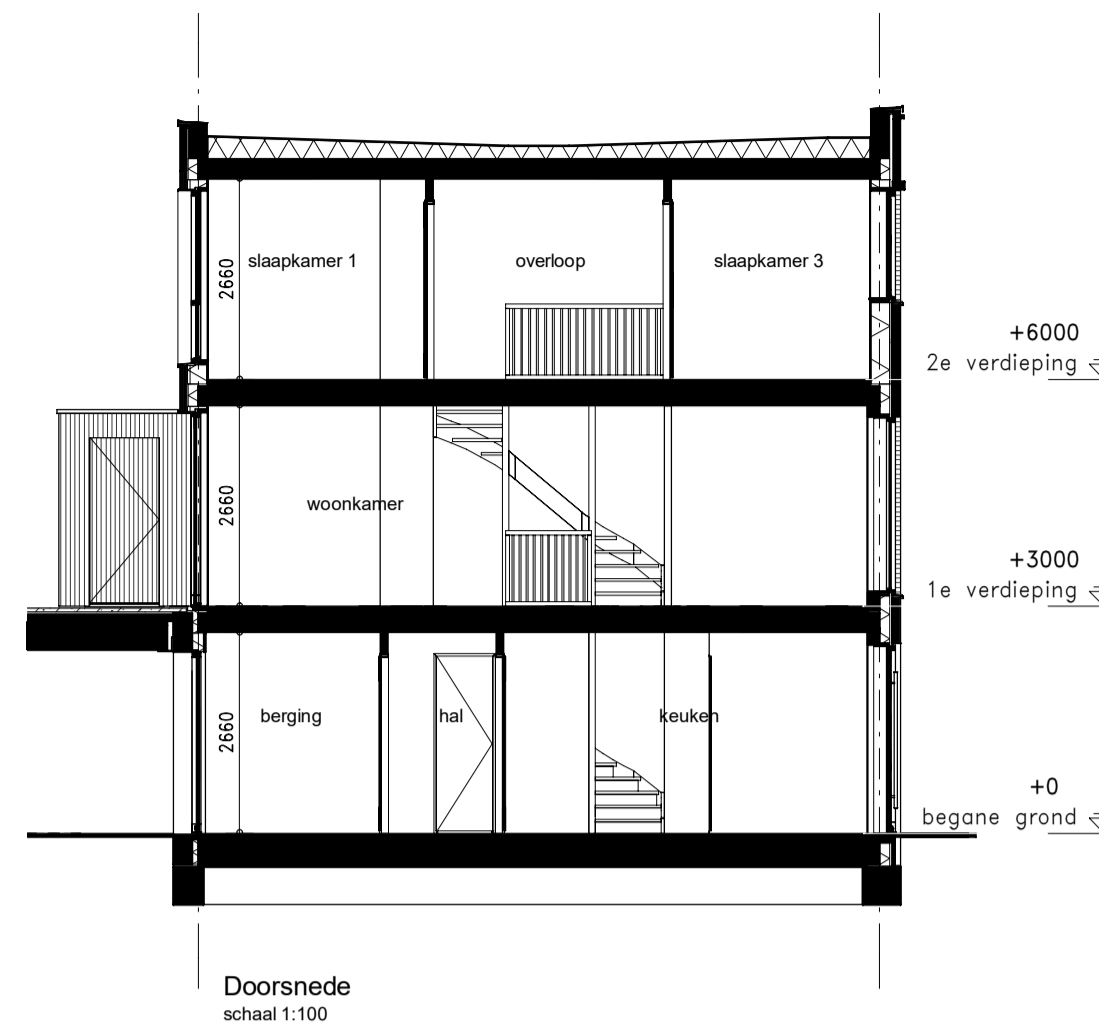 slaapkamer 1
overloop
slaapkamer 3
2660
+6000
2e verdieping
woonkamer
2660
+3000
1e verdieping
berging
hal
keuken
2660
+0
begane grond
Doorsnede
schaal 1:100